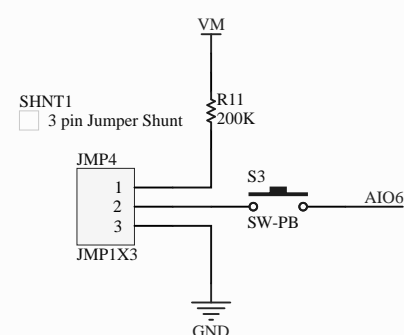 VM
R11
200K
SHNT1
3 pin Jumper Shunt
JMP4
1
2
3
JMP1X3
S3
SW-PB
AIO6
GND